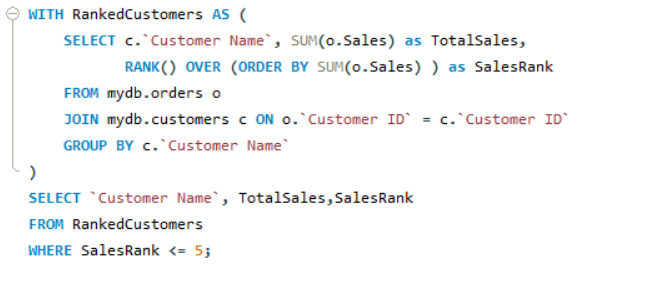 WITH RankedCustomers AS (
    SELECT c.`Customer Name`, SUM(o.Sales) as TotalSales,
           RANK() OVER (ORDER BY SUM(o.Sales) ) as SalesRank
    FROM mydb.orders o
    JOIN mydb.customers c ON o.`Customer ID` = c.`Customer ID`
    GROUP BY c.`Customer Name`
)
SELECT `Customer Name`, TotalSales,SalesRank
FROM RankedCustomers
WHERE SalesRank <= 5;